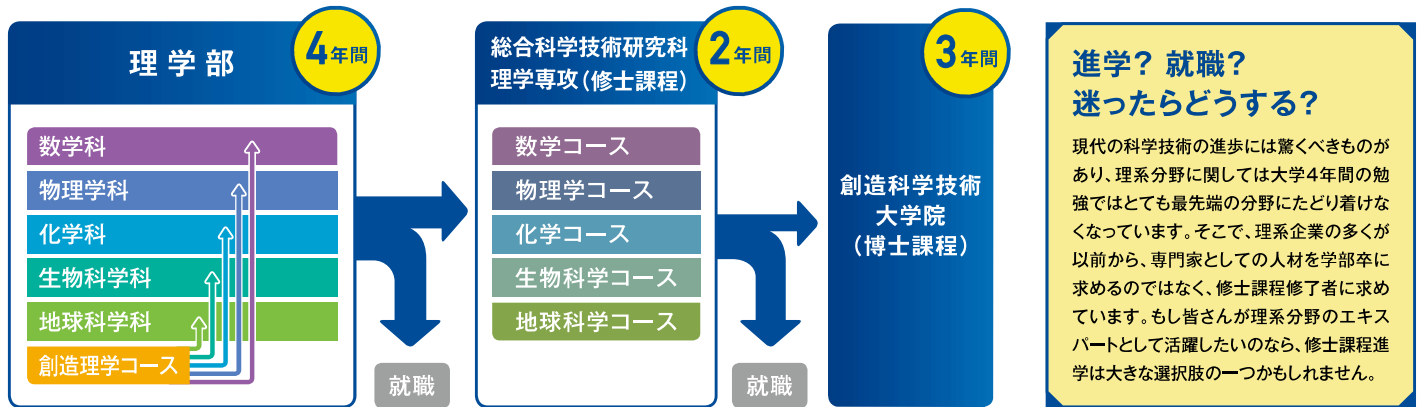 理学部
4年間
数学科
物理学科
化学科
生物科学科
地球科学科
創造理学コース
就職
総合科学技術研究科
理学専攻(修士課程)
2年間
数学コース
物理学コース
化学コース
生物科学コース
地球科学コース
就職
3年間
創造科学技術
大学院
(博士課程)
進学? 就職?
迷ったらどうする?
現代の科学技術の進歩には驚くべきものが
あり、理系分野に関しては大学4年間の勉
強ではとても最先端の分野にたどり着けな
くなっています。そこで、理系企業の多くが
以前から、専門家としての人材を学部卒に
求めるのではなく、修士課程修了者に求め
ています。もし皆さんが理系分野のエキス
パートとして活躍したいのなら、修士課程進
学は大きな選択肢の一つかもしれません。